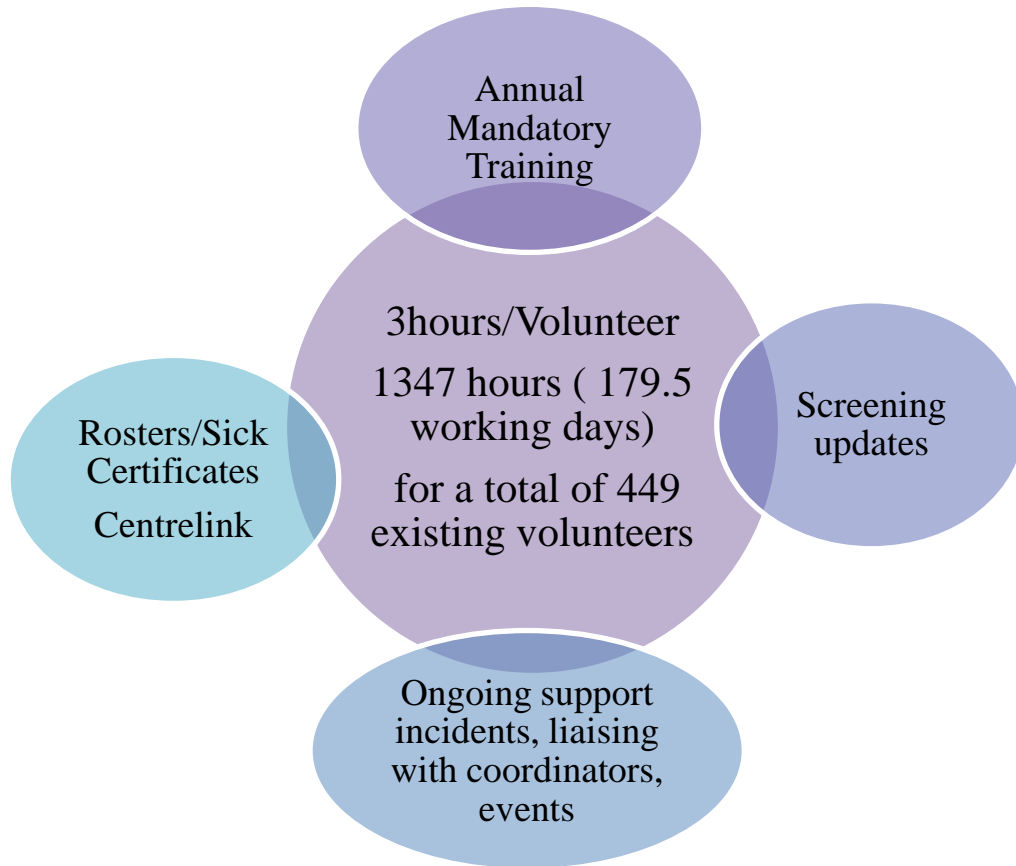 Annual
Mandatory
Training
3hours/Volunteer
1347 hours ( 179.5
working days)
for a total of 449
existing volunteers
Screening
updates
Rosters/Sick
Certificates
Centrelink
Ongoing support
incidents, liaising
with coordinators,
events